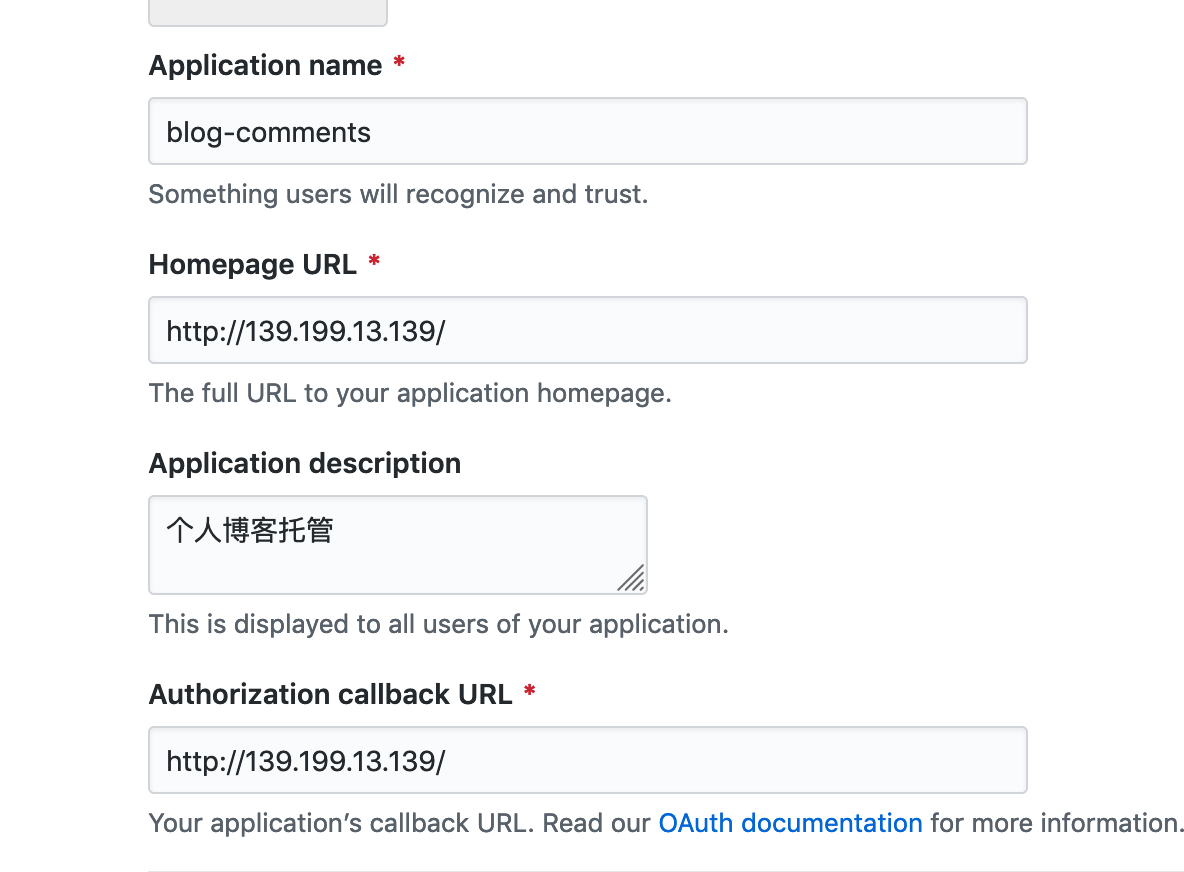 Application name *
blog-comments
Something users will recognize and trust.
Homepage URL *
http://139.199.13.139/
The full URL to your application homepage.
Application description
个人博客托管
This is displayed to all users of your application.
Authorization callback URL *
http://139.199.13.139/
Your application’s callback URL. Read our OAuth documentation for more information.